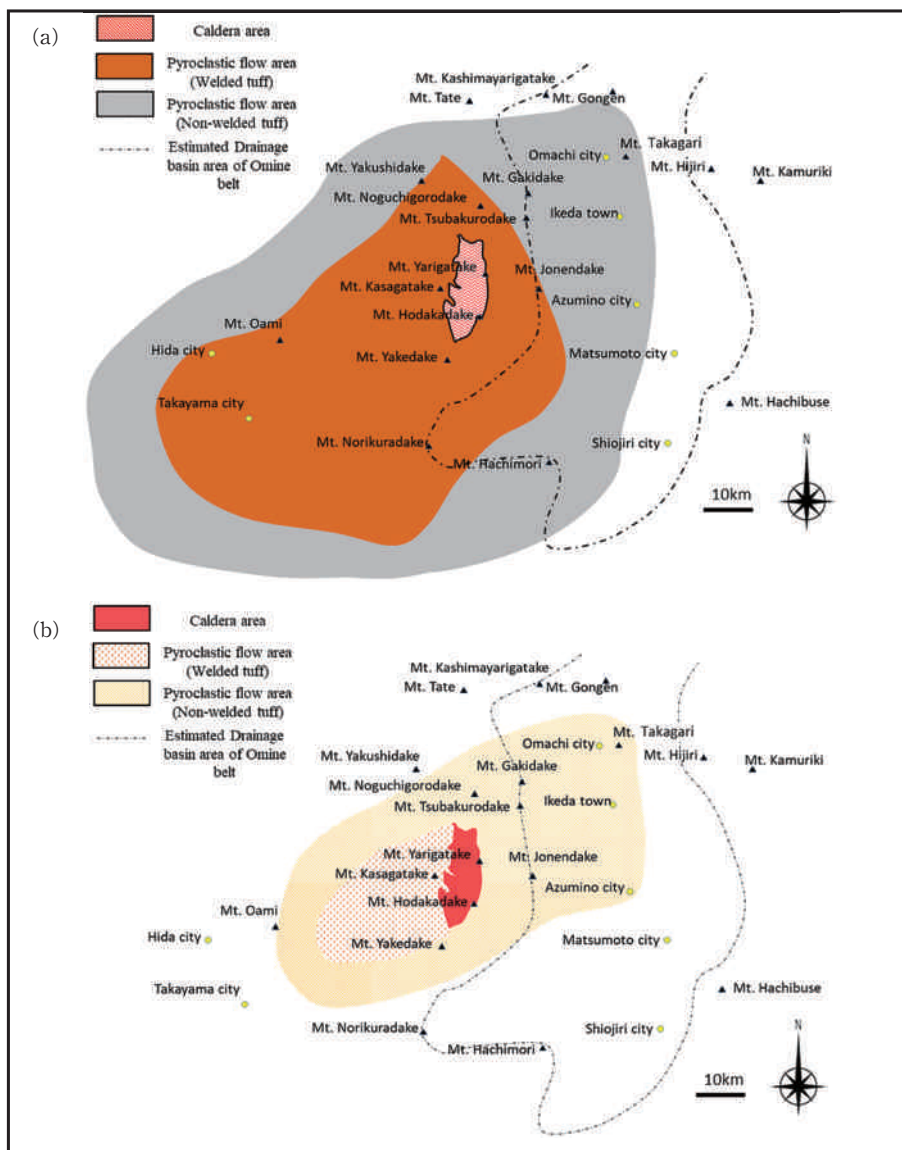 (a)
Caldera area
Pyroclastic flow area
(Welded tuff)
Pyroclastic flow area
(Non-welded tuff)
Estimated Drainage
basin area of Omine
belt
Mt. Kashimayarigatake
Mt. Tate
Mt. Gongen
Mt. Takagari
Omachi city
Mt. Hijiri
Mt. Kamuriki
Mt. Yakushidake
Mt. Gakidake
Mt. Noguchigorodake
Mt. Tsubakurodake
Ikeda town
Mt. Yarigatake
Mt. Jonendake
Mt. Kasagatake
Azumino city
Mt. Hodakadake
Mt. Oami
Hida city
Mt. Yakedake
Matsumoto city
Takayama city
Mt. Hachibuse
Mt. Norikuradake
Shiojiri city
Mt. Hachimori
N
10km
(b)
Caldera area
Pyroclastic flow area
(Welded tuff)
Pyroclastic flow area
(Non-welded tuff)
Estimated Drainage
basin area of Omine
belt
Mt. Kashimayarigatake
Mt. Tate
Mt. Gongen
Mt. Takagari
Omachi city
Mt. Hijiri
Mt. Kamuriki
Mt. Yakushidake
Mt. Gakidake
Mt. Noguchigorodake
Mt. Tsubakurodake
Ikeda town
Mt. Yarigatake
Mt. Jonendake
Mt. Kasagatake
Azumino city
Mt. Hodakadake
Mt. Oami
Hida city
Mt. Yakedake
Matsumoto city
Takayama city
Mt. Hachibuse
Mt. Norikuradake
Shiojiri city
Mt. Hachimori
N
10km